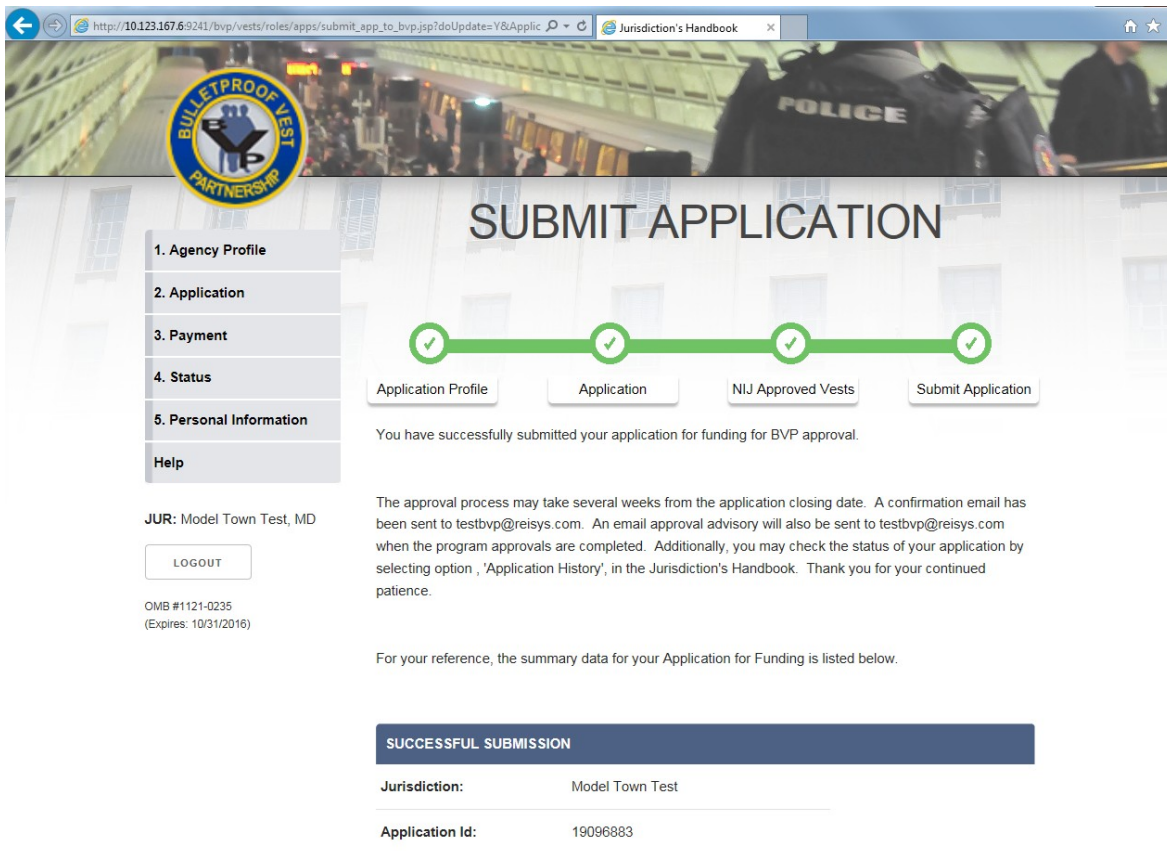 http://10.123.167.6:9241/bvp/vests/roles/apps/submit_app_to_bvp.jsp?doUpdate=Y&Applic
Jurisdiction's Handbook
POLICE
BULLETPROOF VEST
BVP
PARTNERSHIP
SUBMIT APPLICATION
1. Agency Profile
2. Application
3. Payment
4. Status
5. Personal Information
Help
JUR: Model Town Test, MD
LOGOUT
OMB #1121-0235
(Expires: 10/31/2016)
Application Profile
Application
NIJ Approved Vests
Submit Application
You have successfully submitted your application for funding for BVP approval.
The approval process may take several weeks from the application closing date. A confirmation email has
been sent to testbvp@reisys.com. An email approval advisory will also be sent to testbvp@reisys.com
when the program approvals are completed. Additionally, you may check the status of your application by
selecting option , 'Application History', in the Jurisdiction's Handbook. Thank you for your continued
patience.
For your reference, the summary data for your Application for Funding is listed below.
SUCCESSFUL SUBMISSION
Jurisdiction: Model Town Test
Application Id: 19096883